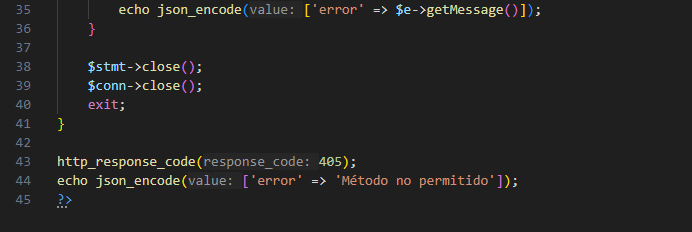 35 echo json_encode(value: ['error' => $e->getMessage()]);
36 }
37
38 $stmt->close();
39 $conn->close();
40 exit;
41 }
42
43 http_response_code(response_code: 405);
44 echo json_encode(value: ['error' => 'Método no permitido']);
45 ?>